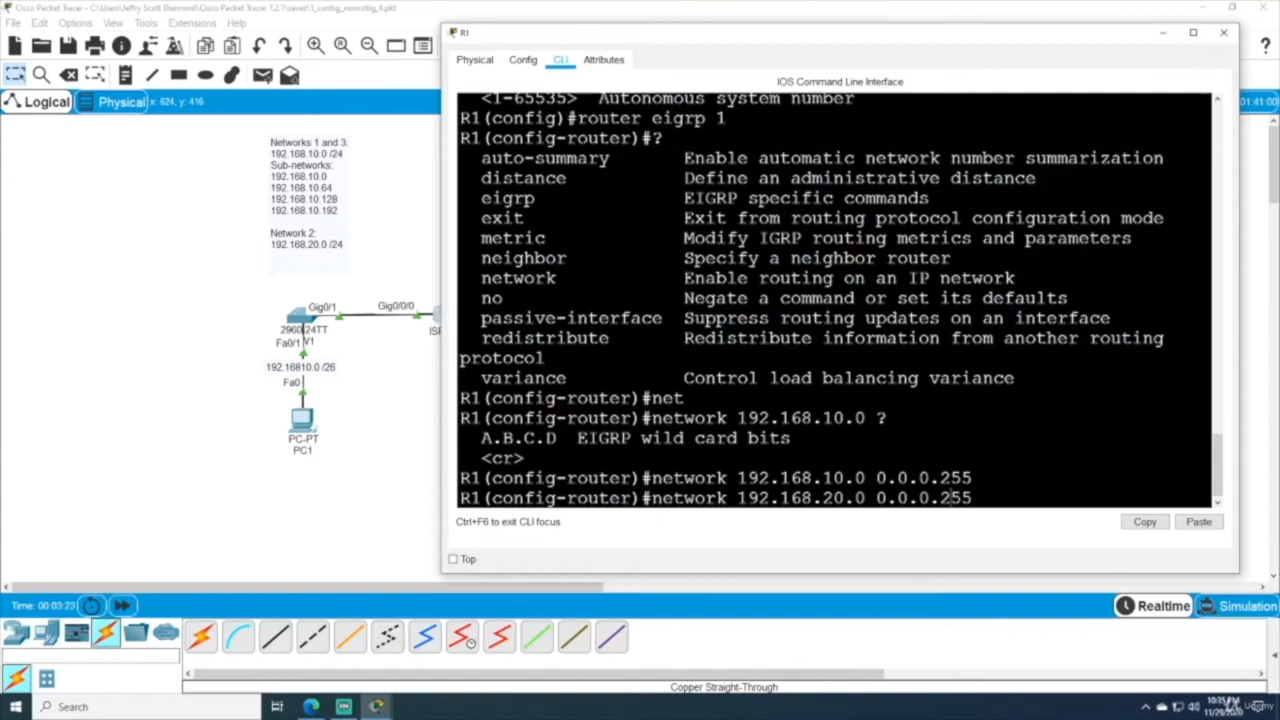 Cisco Packet Tracer - C:\Users\Jeffry Scott Diamond\Cisco Packet Tracer 7.2.1\saves\1_contig_noncotig_4.pkt
File Edit Options View Tools Extensions Help
Logical Physical x: 624, y: 416
01:41:00
Networks 1 and 3:
192.168.10.0 /24
Sub-networks:
192.168.10.0
192.168.10.64
192.168.10.128
192.168.10.192
Network 2:
192.168.20.0 /24
Gig0/1 Gig0/0/0
2960-24TT
Fa0/1
192.16810.0 /26
Fa0
PC-PT
PC1
R1
Physical Config CLI Attributes
IOS Command Line Interface
<1-65535> Autonomous system number
R1(config)#router eigrp 1
R1(config-router)#?
auto-summary Enable automatic network number summarization
distance Define an administrative distance
eigrp EIGRP specific commands
exit Exit from routing protocol configuration mode
metric Modify IGRP routing metrics and parameters
neighbor Specify a neighbor router
network Enable routing on an IP network
no Negate a command or set its defaults
passive-interface Suppress routing updates on an interface
redistribute Redistribute information from another routing
protocol
variance Control load balancing variance
R1(config-router)#net
R1(config-router)#network 192.168.10.0 ?
A.B.C.D EIGRP wild card bits
<cr>
R1(config-router)#network 192.168.10.0 0.0.0.255
R1(config-router)#network 192.168.20.0 0.0.0.255
Ctrl+F6 to exit CLI focus
Copy Paste
Top
Time: 00:03:23
Realtime Simulation
Copper Straight-Through
Search
10:35 PM
11/29/2020
Udemy